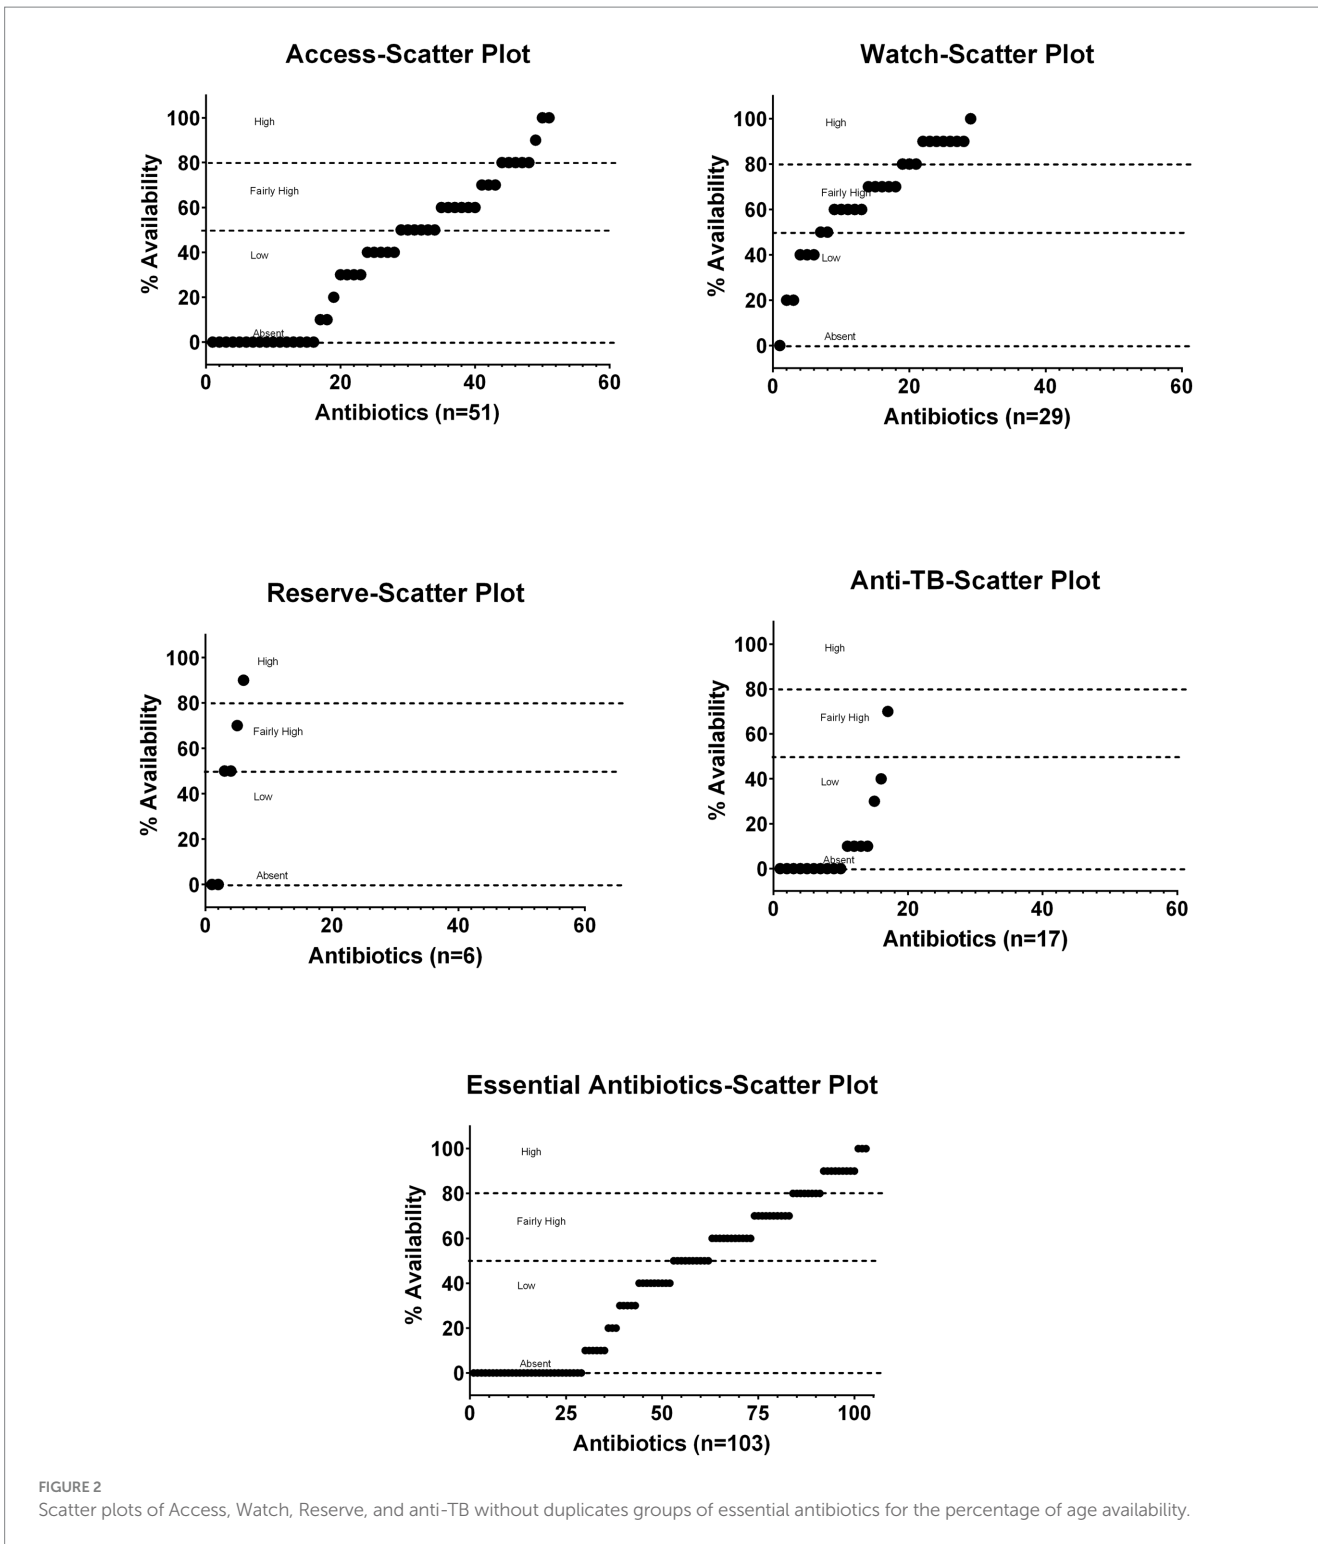 Access-Scatter Plot
100
80
60
40
20
0
% Availability
High
Fairly High
Low
Absent
0 20 40 60
Antibiotics (n=51)
Watch-Scatter Plot
100
80
60
40
20
0
% Availability
High
Fairly High
Low
Absent
0 20 40 60
Antibiotics (n=29)
Reserve-Scatter Plot
100
80
60
40
20
0
% Availability
High
Fairly High
Low
Absent
0 20 40 60
Antibiotics (n=6)
Anti-TB-Scatter Plot
100
80
60
40
20
0
% Availability
High
Fairly High
Low
Absent
0 20 40 60
Antibiotics (n=17)
Essential Antibiotics-Scatter Plot
100
80
60
40
20
0
% Availability
High
Fairly High
Low
Absent
0 25 50 75 100
Antibiotics (n=103)
FIGURE 2
Scatter plots of Access, Watch, Reserve, and anti-TB without duplicates groups of essential antibiotics for the percentage of age availability.